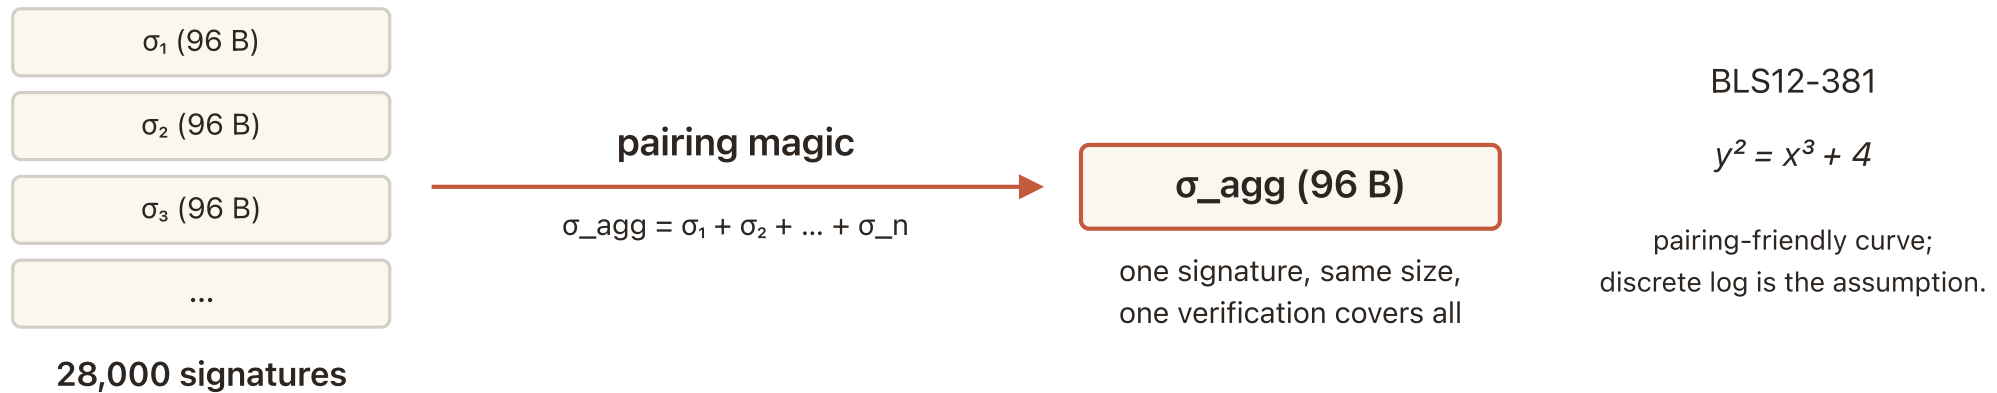 σ₁ (96 B)
σ₂ (96 B)
σ₃ (96 B)
...
28,000 signatures
pairing magic
σ_agg = σ₁ + σ₂ + ... + σ_n
σ_agg (96 B)
one signature, same size,
one verification covers all
BLS12-381
y² = x³ + 4
pairing-friendly curve;
discrete log is the assumption.